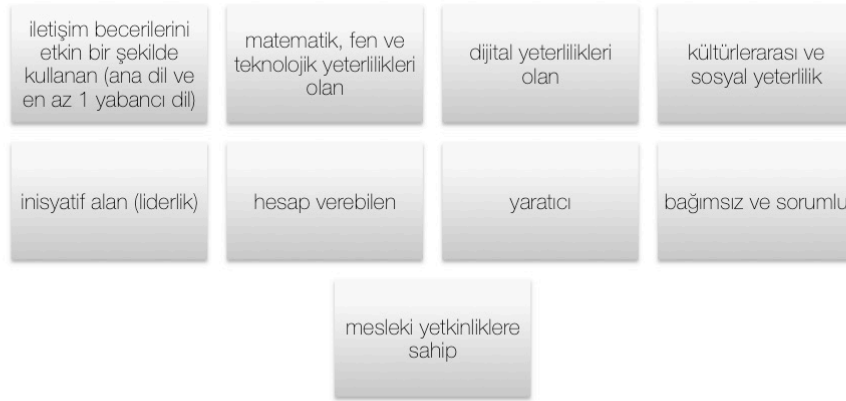 iletişim becerilerini
etkin bir şekilde
kullanan (ana dil ve
en az 1 yabancı dil)
matematik, fen ve
teknolojik yeterlilikleri
olan
dijital yeterlilikleri
olan
kültürlerarası ve
sosyal yeterlilik
inisyatif alan (liderlik)
hesap verebilen
yaratıcı
bağımsız ve sorumlu
mesleki yetkinliklere
sahip